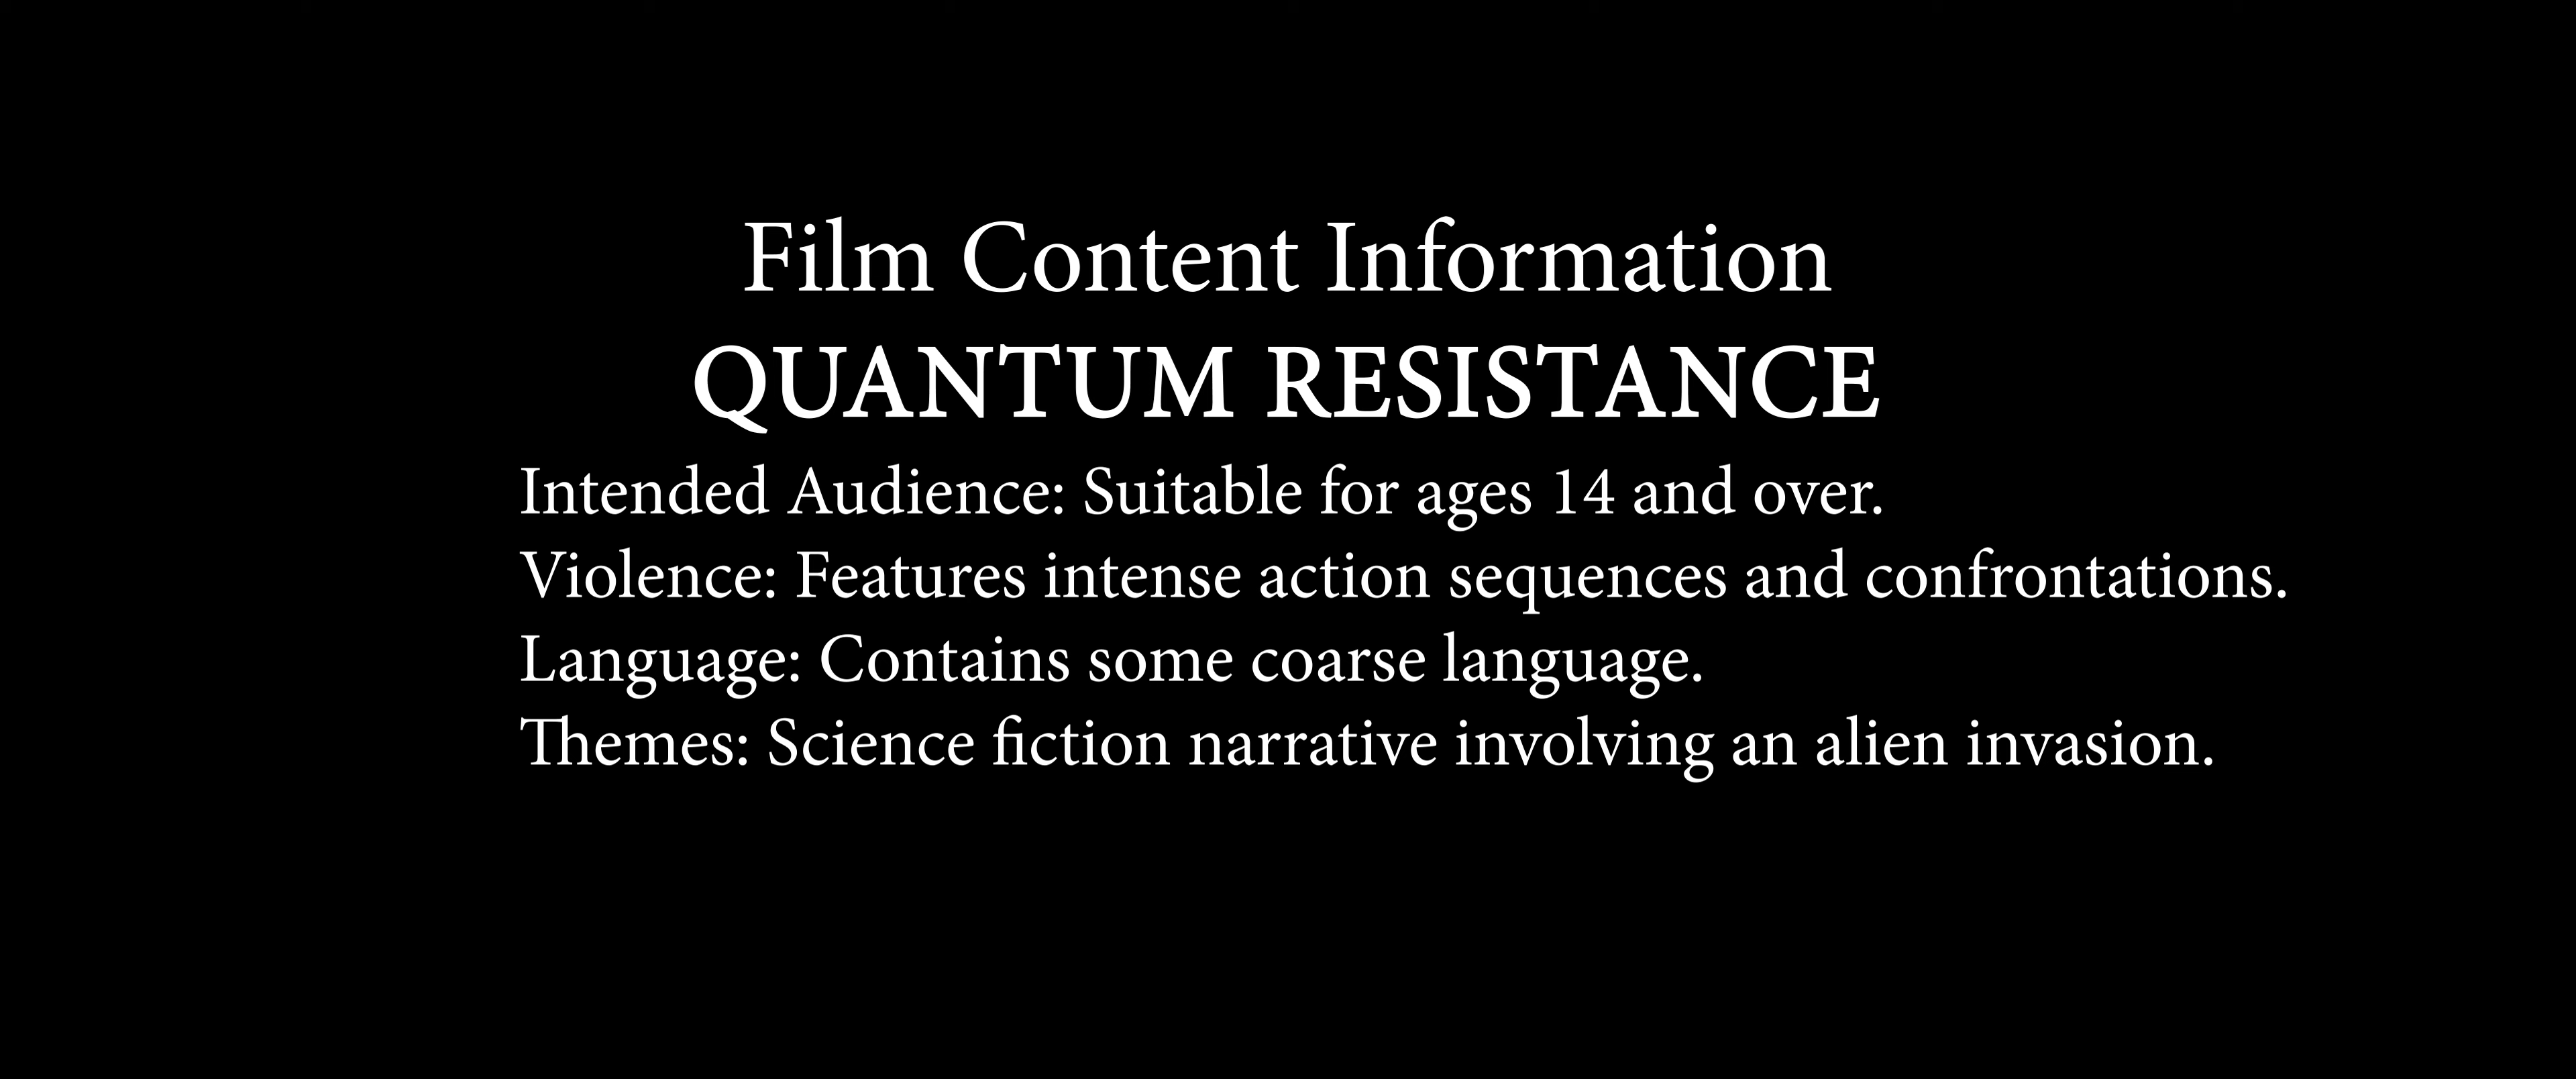 Film Content Information
QUANTUM RESISTANCE
Intended Audience: Suitable for ages 14 and over.
Violence: Features intense action sequences and confrontations.
Language: Contains some coarse language.
Themes: Science fiction narrative involving an alien invasion.